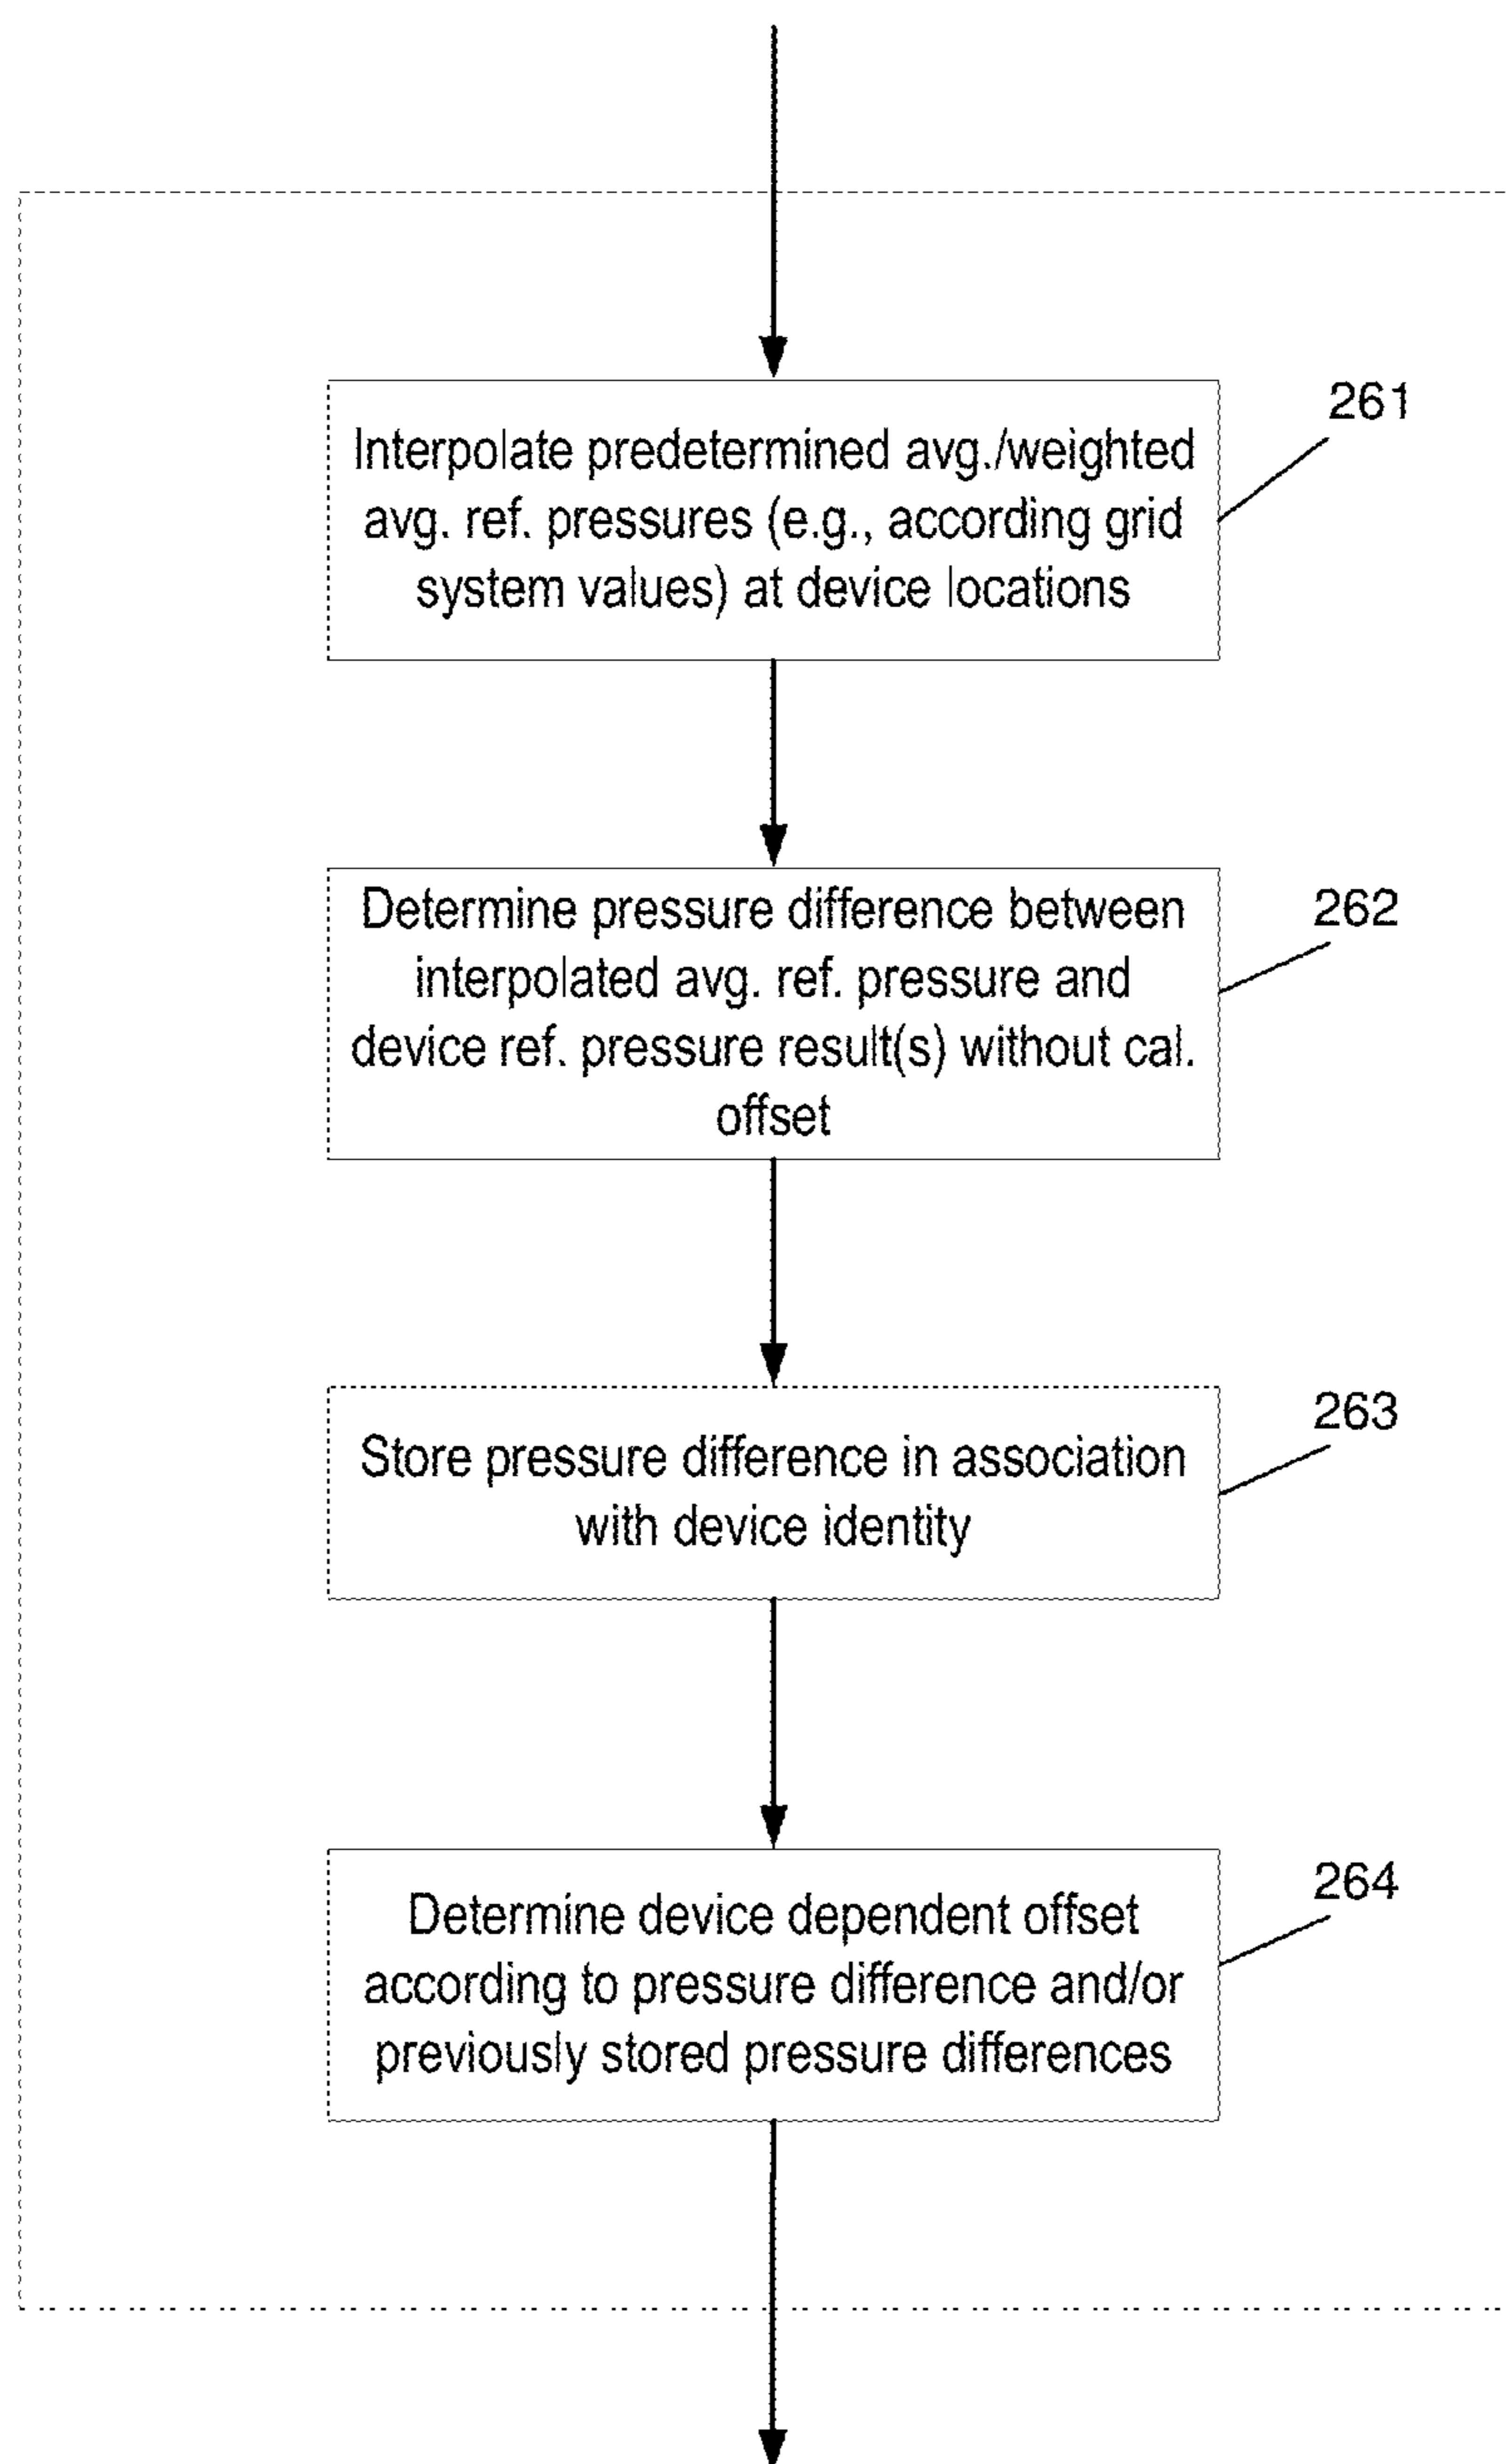 Interpolate predetermined avg./weighted
avg. ref. pressures (e.g., according grid
system values) at device locations
261
Determine pressure difference between
interpolated avg. ref. pressure and
device ref. pressure result(s) without cal.
offset
262
Store pressure difference in association
with device identity
263
Determine device dependent offset
according to pressure difference and/or
previously stored pressure differences
264